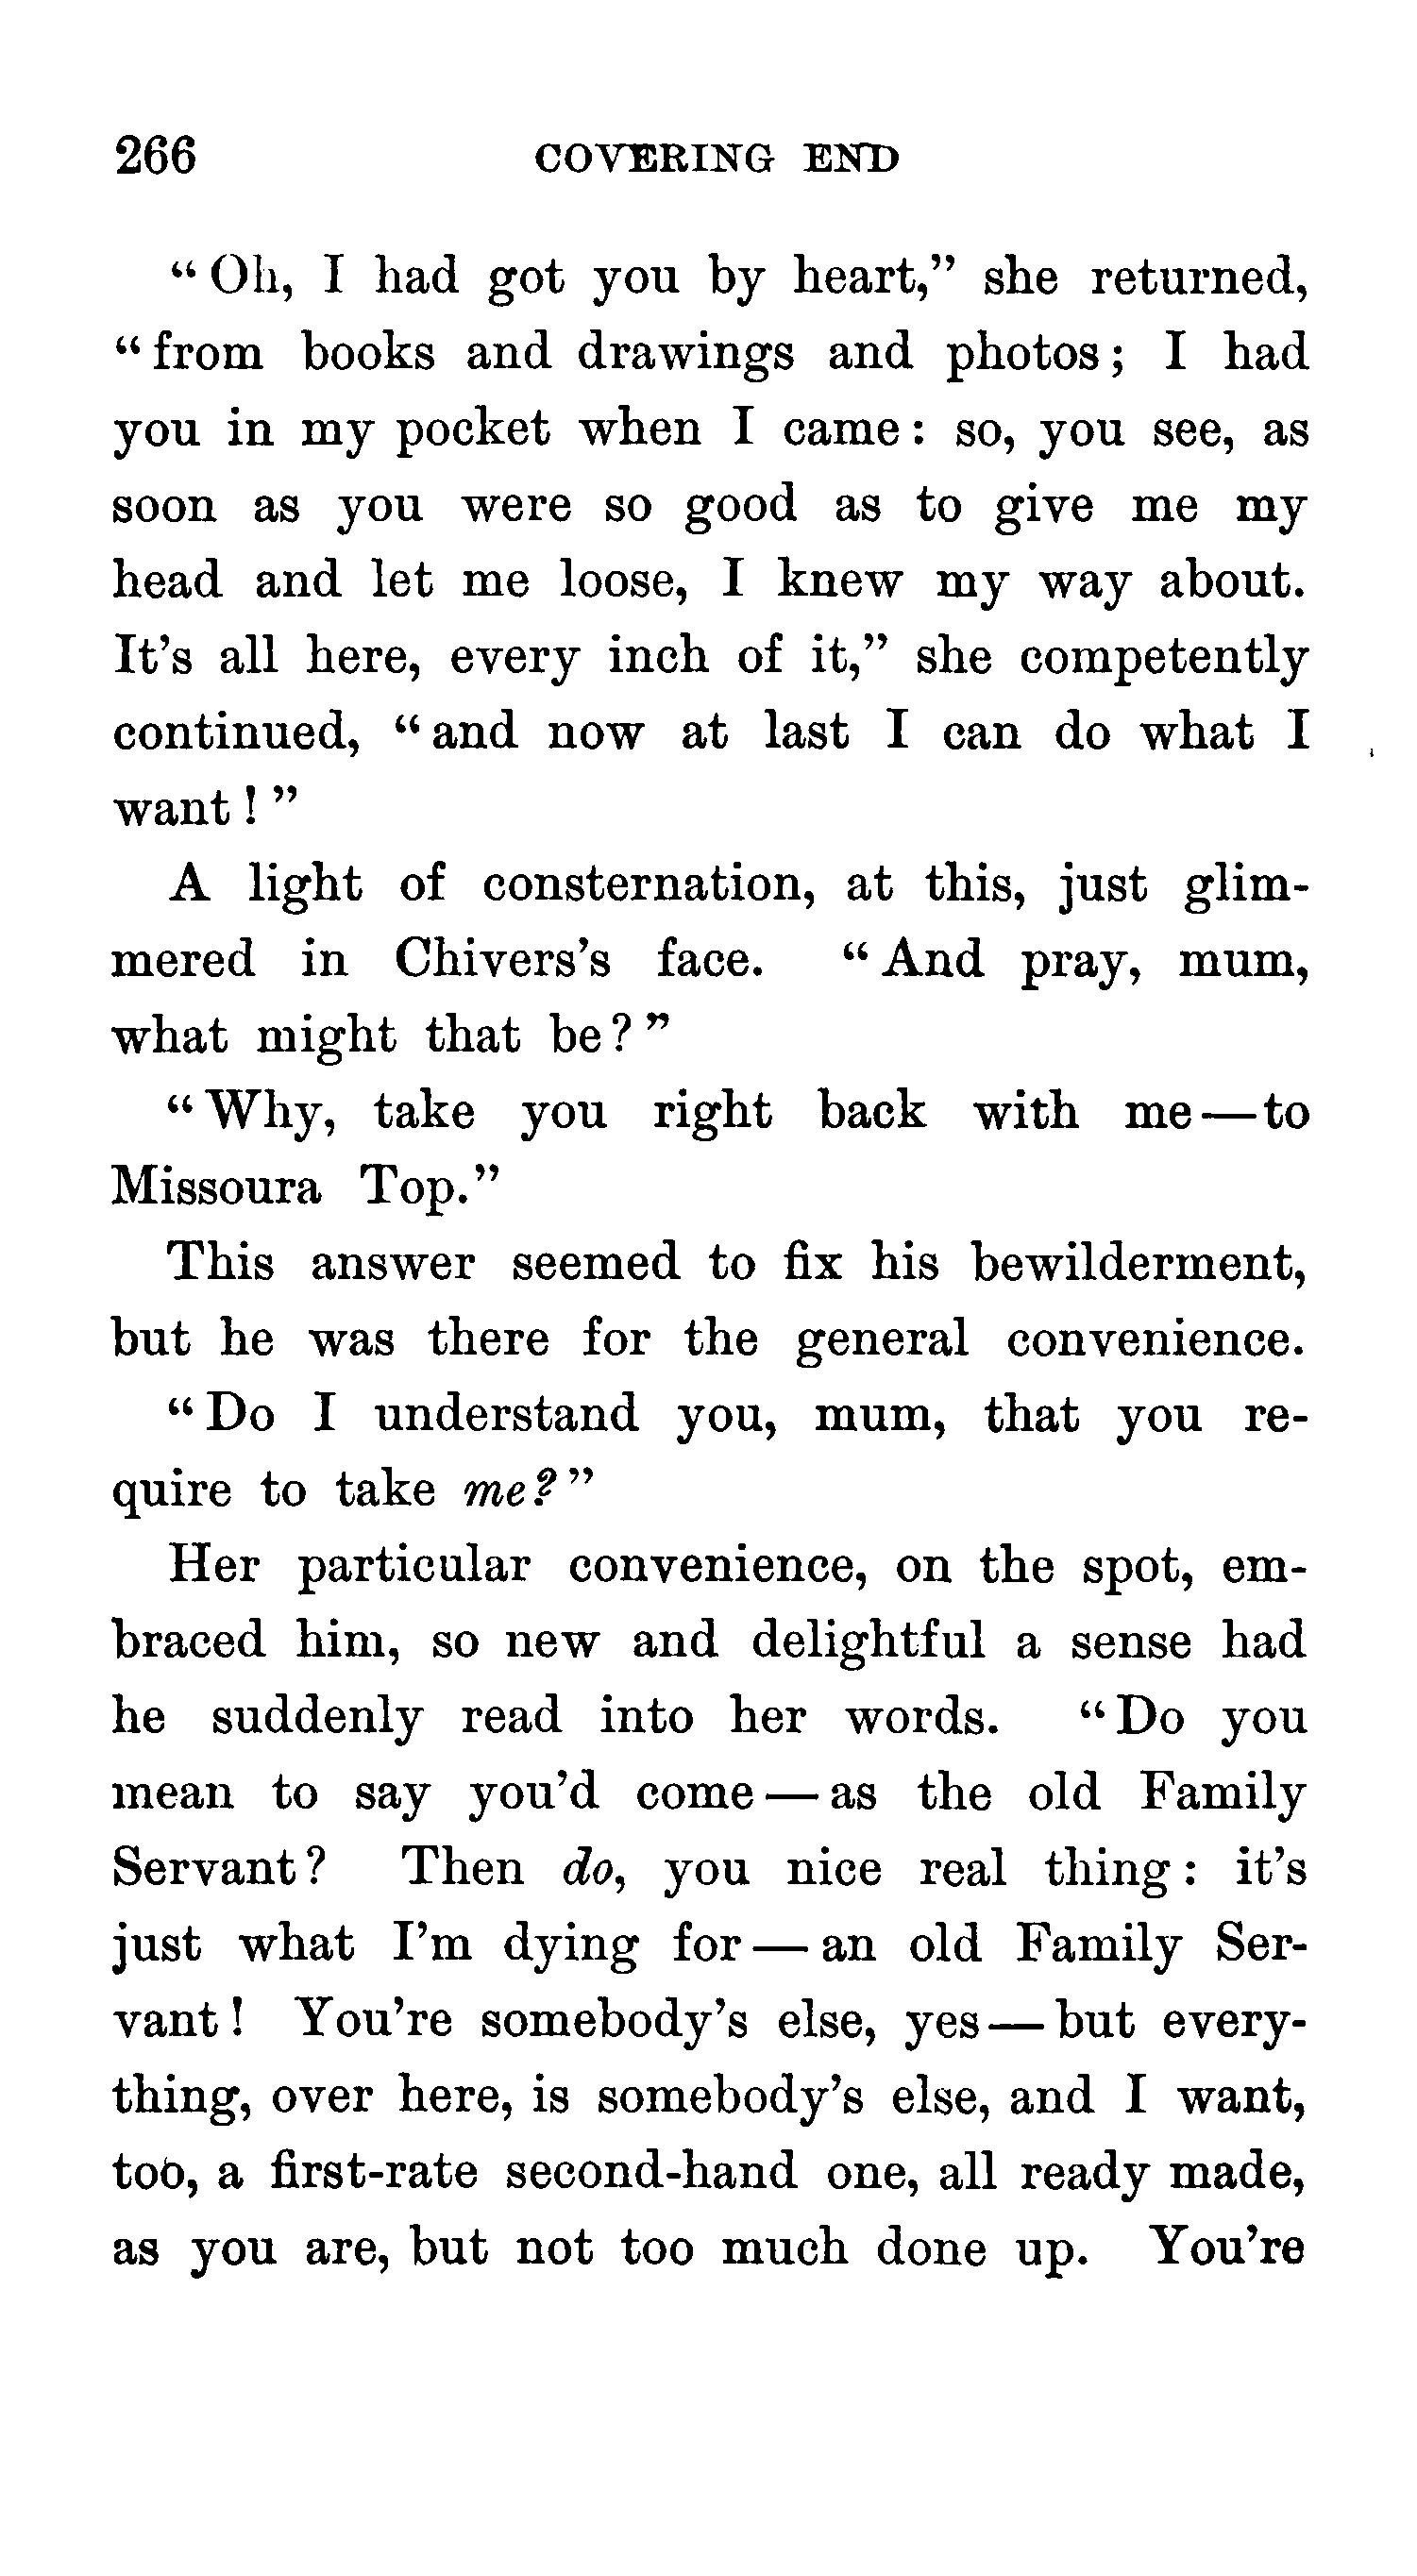 266 COVERING END
“Oh, I had got you by heart,” she returned,
“from books and drawings and photos; I had
you in my pocket when I came: so, you see, as
soon as you were so good as to give me my
head and let me loose, I knew my way about.
It’s all here, every inch of it,” she competently
continued, “and now at last I can do what I
want!”
A light of consternation, at this, just glim-
mered in Chivers’s face. “And pray, mum,
what might that be?”
“Why, take you right back with me—to
Missoura Top.”
This answer seemed to fix his bewilderment,
but he was there for the general convenience.
“Do I understand you, mum, that you re-
quire to take me?”
Her particular convenience, on the spot, em-
braced him, so new and delightful a sense had
he suddenly read into her words. “Do you
mean to say you’d come—as the old Family
Servant? Then do, you nice real thing: it’s
just what I’m dying for—an old Family Ser-
vant! You’re somebody’s else, yes—but every-
thing, over here, is somebody’s else, and I want,
too, a first-rate second-hand one, all ready made,
as you are, but not too much done up. You’re